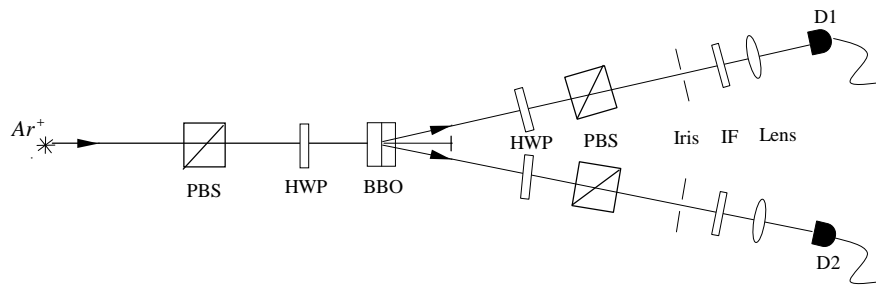 D1
Ar+
HWP PBS Iris IF Lens
PBS HWP BBO
D2